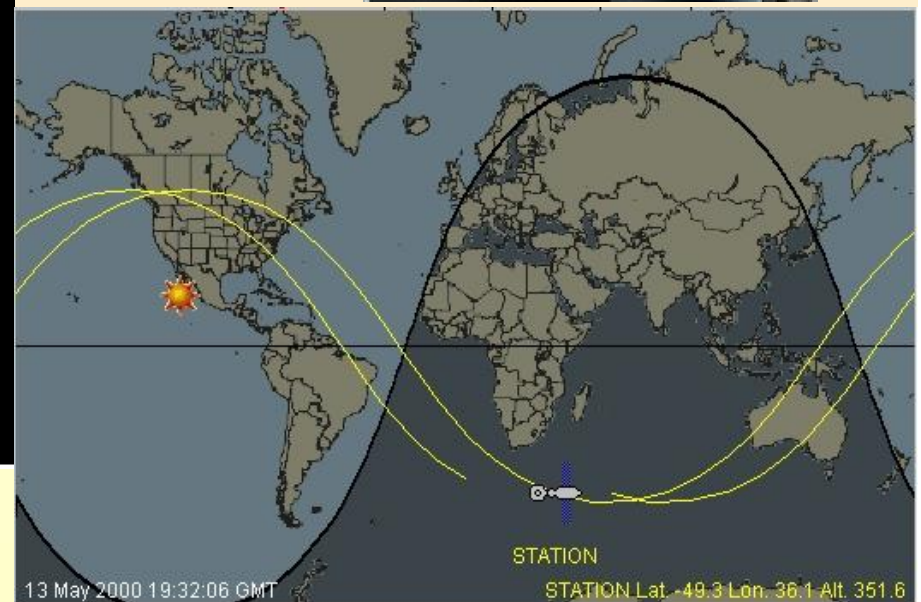 STATION
13 May 2000 19:32:06 GMT
STATION Lat. -49.3 Lon. 36.1 Alt. 351.6